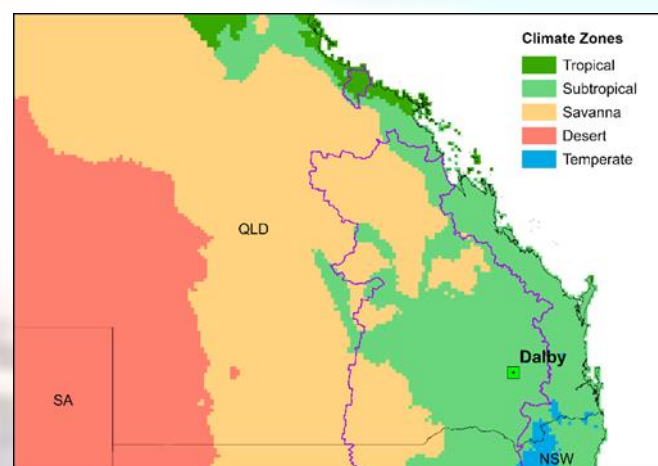 Climate Zones
Tropical
Subtropical
Savanna
Desert
Temperate
QLD
Dalby
SA
NSW